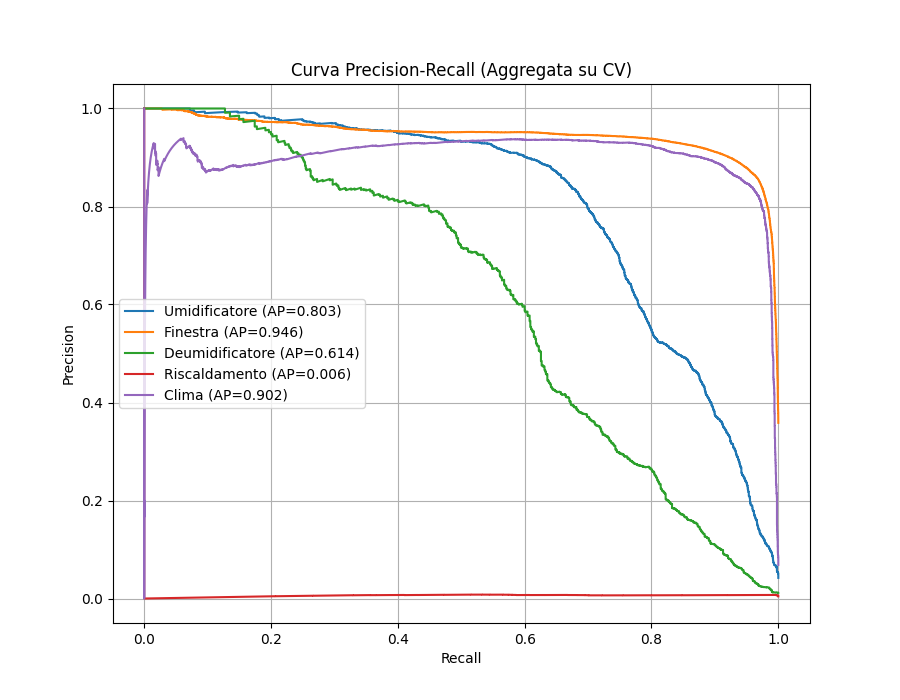 Curva Precision-Recall (Aggregata su CV)
1.0
0.8
0.6
0.4
0.2
0.0
Precision
Umidificatore (AP=0.803)
Finestra (AP=0.946)
Deumidificatore (AP=0.614)
Riscaldamento (AP=0.006)
Clima (AP=0.902)
0.0 0.2 0.4 0.6 0.8 1.0
Recall